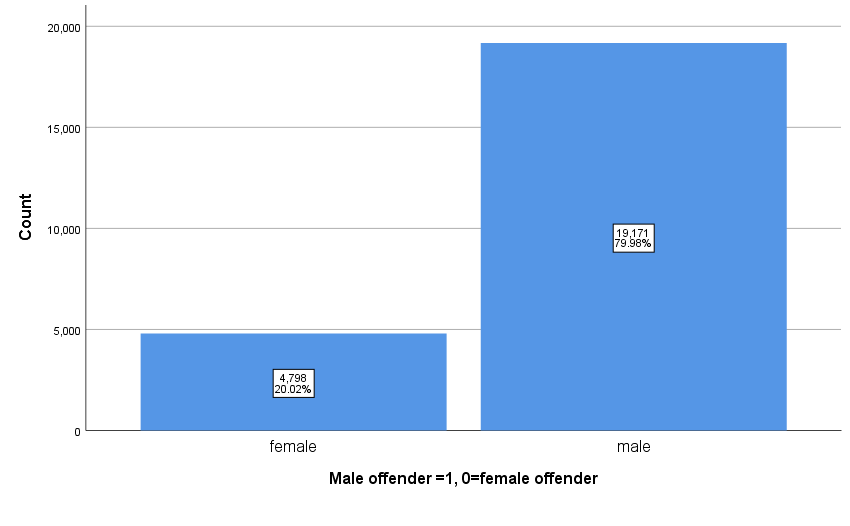 20,000
15,000
10,000
5,000
0
Count
4,798
20.02%
19,171
79.98%
female
male
Male offender =1, 0=female offender